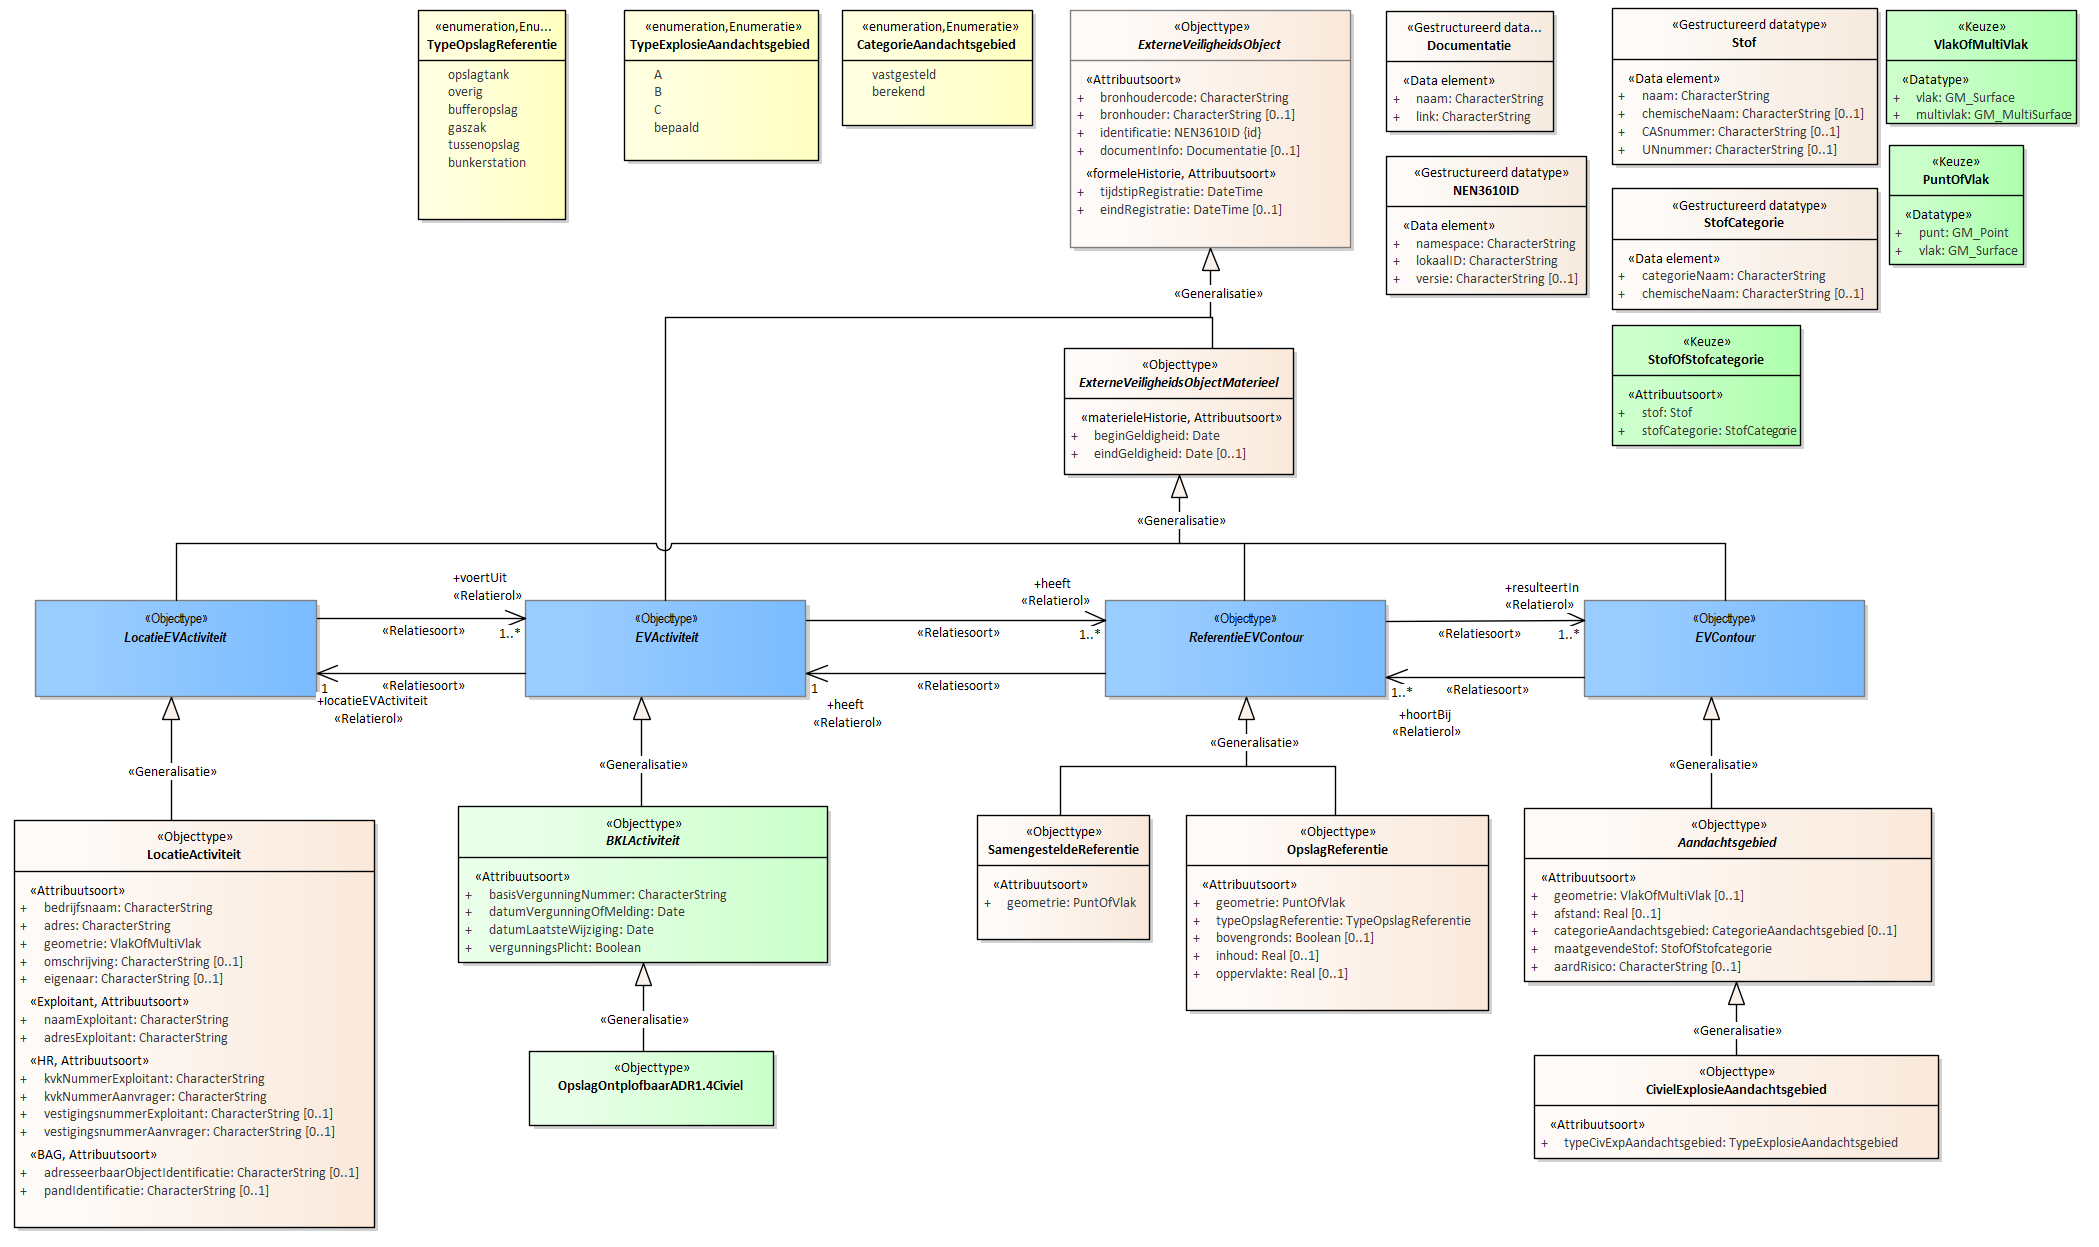 «enumeration,Enu...
TypeOpslagReferentie
opslagtank
overig
bufferopslag
gaszak
tussenopslag
bunkerstation
«enumeration,Enumeratie»
TypeExplosieAandachtsgebied
A
B
C
bepaald
«enumeration,Enumeratie»
CategorieAandachtsgebied
vastgesteld
berekend
«Objecttype»
ExterneVeiligheidsObject
«Attribuutsoort»
+ bronhoudercode: CharacterString
+ bronhouder: CharacterString [0..1]
+ identificatie: NEN3610ID {id}
+ documentInfo: Documentatie [0..1]
«formeleHistorie, Attribuutsoort»
+ tijdstipRegistratie: DateTime
+ eindRegistratie: DateTime [0..1]
«Gestructureerd data...
Documentatie
«Data element»
+ naam: CharacterString
+ link: CharacterString
«Gestructureerd datatype»
NEN3610ID
«Data element»
+ namespace: CharacterString
+ lokaalID: CharacterString
+ versie: CharacterString [0..1]
«Gestructureerd datatype»
Stof
«Data element»
+ naam: CharacterString
+ chemischeNaam: CharacterString [0..1]
+ CASnummer: CharacterString [0..1]
+ UNnummer: CharacterString [0..1]
«Gestructureerd datatype»
StofCategorie
«Data element»
+ categorieNaam: CharacterString
+ chemischeNaam: CharacterString [0..1]
«Keuze»
StofOfStofcategorie
«Attribuutsoort»
+ stof: Stof
+ stofCategorie: StofCategorie
«Keuze»
VlakOfMultiVlak
«Datatype»
+ vlak: GM_Surface
+ multivlak: GM_MultiSurface
«Keuze»
PuntOfVlak
«Datatype»
+ punt: GM_Point
+ vlak: GM_Surface
«Generalisatie»
«Objecttype»
ExterneVeiligheidsObjectMaterieel
«materieleHistorie, Attribuutsoort»
+ beginGeldigheid: Date
+ eindGeldigheid: Date [0..1]
«Generalisatie»
«Objecttype»
LocatieEVActiviteit
+voertUit
«Relatierol»
1..*
«Relatiesoort»
«Relatiesoort»
1
+locatieEVActiviteit
«Relatierol»
«Objecttype»
EVActiviteit
+heeft
«Relatierol»
1..*
«Relatiesoort»
«Relatiesoort»
1
+heeft
«Relatierol»
«Objecttype»
ReferentieEVContour
+resulteertIn
«Relatierol»
1..*
«Relatiesoort»
«Relatiesoort»
1..*
+hoortBij
«Relatierol»
«Objecttype»
EVContour
«Generalisatie»
«Generalisatie»
«Generalisatie»
«Generalisatie»
«Objecttype»
LocatieActiviteit
«Attribuutsoort»
+ bedrijfsnaam: CharacterString
+ adres: CharacterString
+ geometrie: VlakOfMultiVlak
+ omschrijving: CharacterString [0..1]
+ eigenaar: CharacterString [0..1]
«Exploitant, Attribuutsoort»
+ naamExploitant: CharacterString
+ adresExploitant: CharacterString
«HR, Attribuutsoort»
+ kvkNummerExploitant: CharacterString
+ kvkNummerAanvrager: CharacterString
+ vestigingsnummerExploitant: CharacterString [0..1]
+ vestigingsnummerAanvrager: CharacterString [0..1]
«BAG, Attribuutsoort»
+ adresseerbaarObjectIdentificatie: CharacterString [0..1]
+ pandIdentificatie: CharacterString [0..1]
«Objecttype»
BKLActiviteit
«Attribuutsoort»
+ basisVergunningNummer: CharacterString
+ datumVergunningOfMelding: Date
+ datumLaatsteWijziging: Date
+ vergunningsPlicht: Boolean
«Generalisatie»
«Objecttype»
OpslagOntplofbaarADR1.4Civiel
«Objecttype»
SamengesteldeReferentie
«Attribuutsoort»
+ geometrie: PuntOfVlak
«Objecttype»
OpslagReferentie
«Attribuutsoort»
+ geometrie: PuntOfVlak
+ typeOpslagReferentie: TypeOpslagReferentie
+ bovengronds: Boolean [0..1]
+ inhoud: Real [0..1]
+ oppervlakte: Real [0..1]
«Objecttype»
Aandachtsgebied
«Attribuutsoort»
+ geometrie: VlakOfMultiVlak [0..1]
+ afstand: Real [0..1]
+ categorieAandachtsgebied: CategorieAandachtsgebied [0..1]
+ maatgevendeStof: StofOfStofcategorie
+ aardRisico: CharacterString [0..1]
«Generalisatie»
«Objecttype»
CivielExplosieAandachtsgebied
«Attribuutsoort»
+ typeCivExpAandachtsgebied: TypeExplosieAandachtsgebied